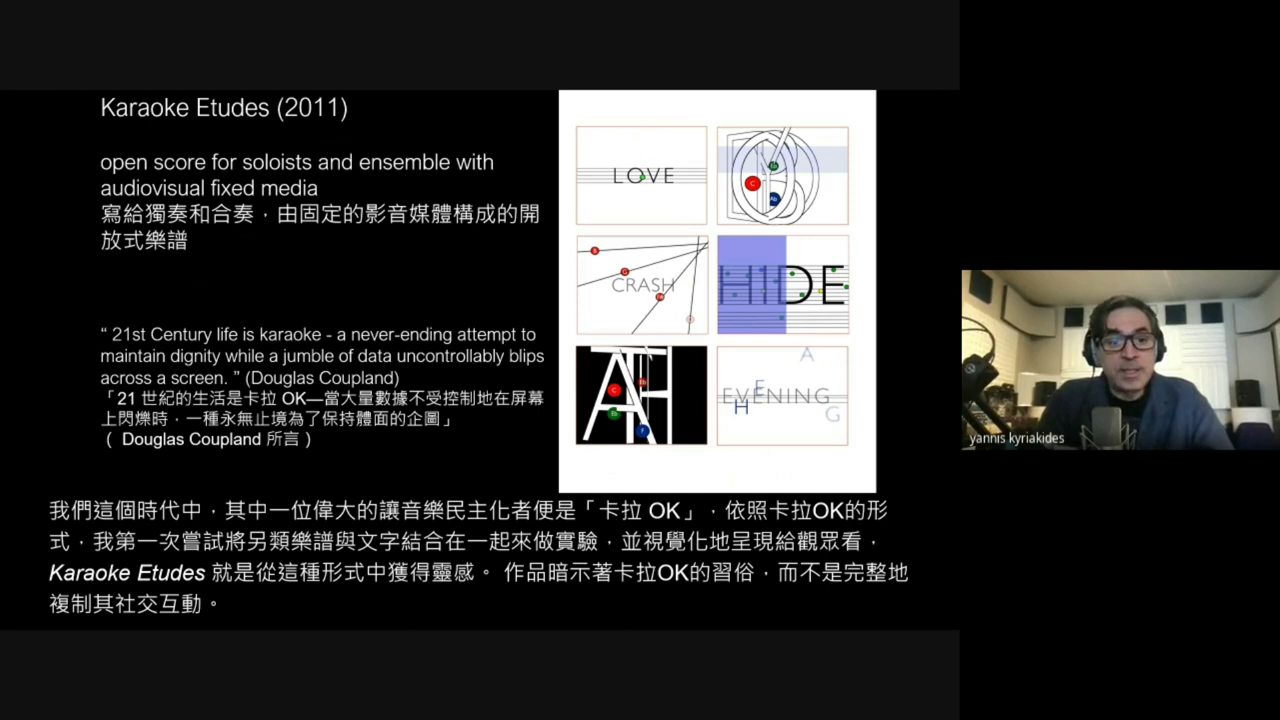 Karaoke Etudes (2011)
open score for soloists and ensemble with
audiovisual fixed media
寫給獨奏和合奏，由固定的影音媒體構成的開
放式樂譜
“ 21st Century life is karaoke - a never-ending attempt to
maintain dignity while a jumble of data uncontrollably blips
across a screen. ” (Douglas Coupland)
「21 世紀的生活是卡拉 OK—當大量數據不受控制地在屏幕
上閃爍時，一種永無止境為了保持體面的企圖」
（ Douglas Coupland 所言 ）
LOVE
C
Ab
CRASH
B
G
HIDE
AH
C
Eb
F
EVENING
A
E
H
G
我們這個時代中，其中一位偉大的讓音樂民主化者便是「卡拉 OK」，依照卡拉OK的形
式，我第一次嘗試將另類樂譜與文字結合在一起來做實驗，並視覺化地呈現給觀眾看，
Karaoke Etudes 就是從這種形式中獲得靈感。 作品暗示著卡拉OK的習俗，而不是完整地
複制其社交互動。
yannis kyriakides